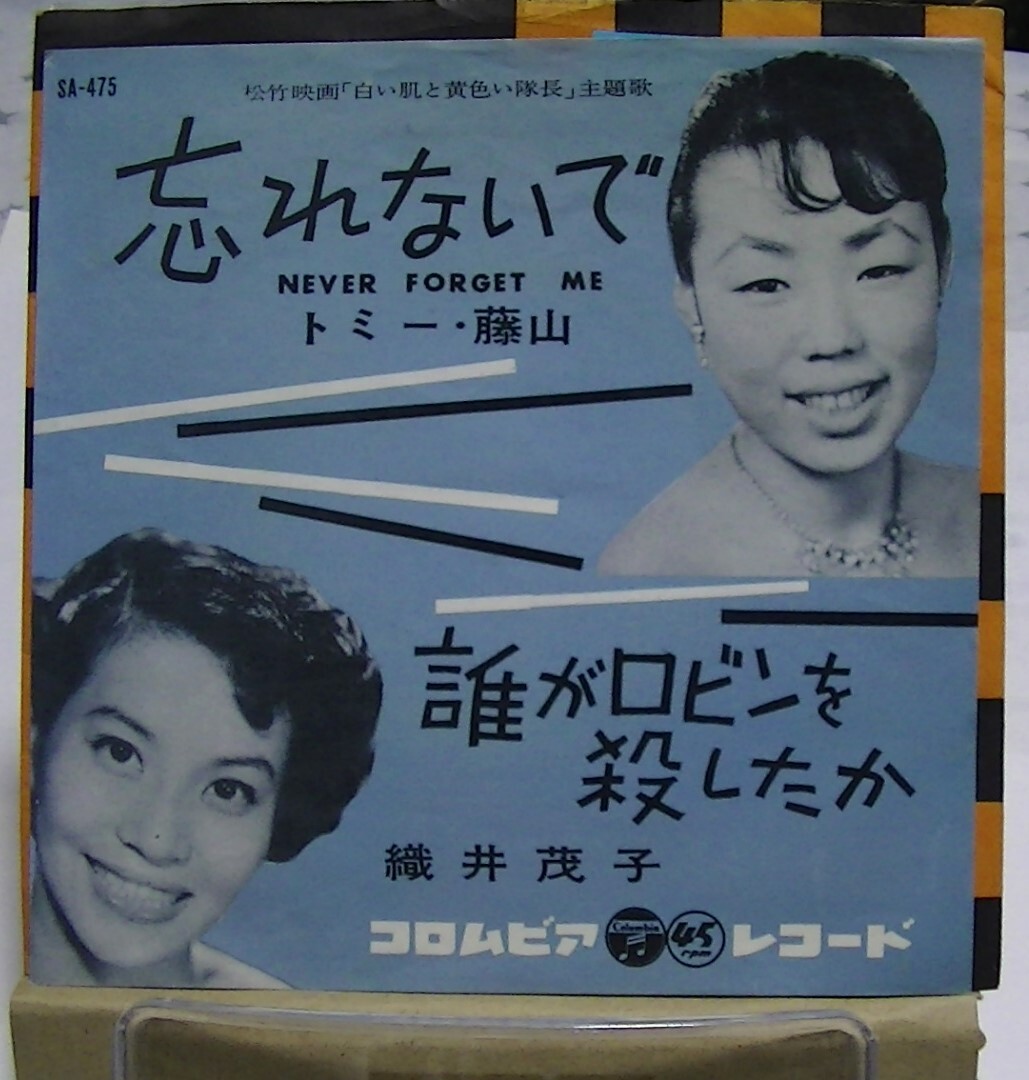 SA-475
松竹映画「白い肌と黄色い隊長」主題歌
忘れないで
NEVER FORGET ME
トミー・藤山
誰がロビンを
殺したか
織井茂子
コロムビア Columbia 45 rpm レコード